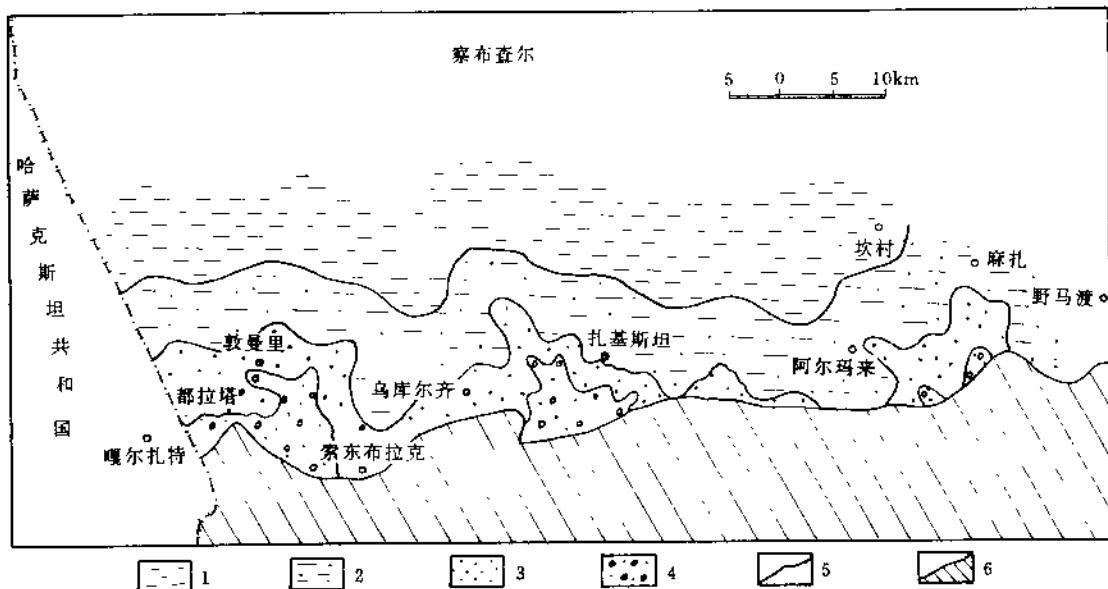 察布查尔
5 0 5 10km
哈萨克斯坦共和国
坎村
麻扎
野马渡
敦曼里
扎基斯坦
阿尔玛来
都拉塔
乌库尔齐
嘎尔扎特
索东布拉克
1 2 3 4 5 6